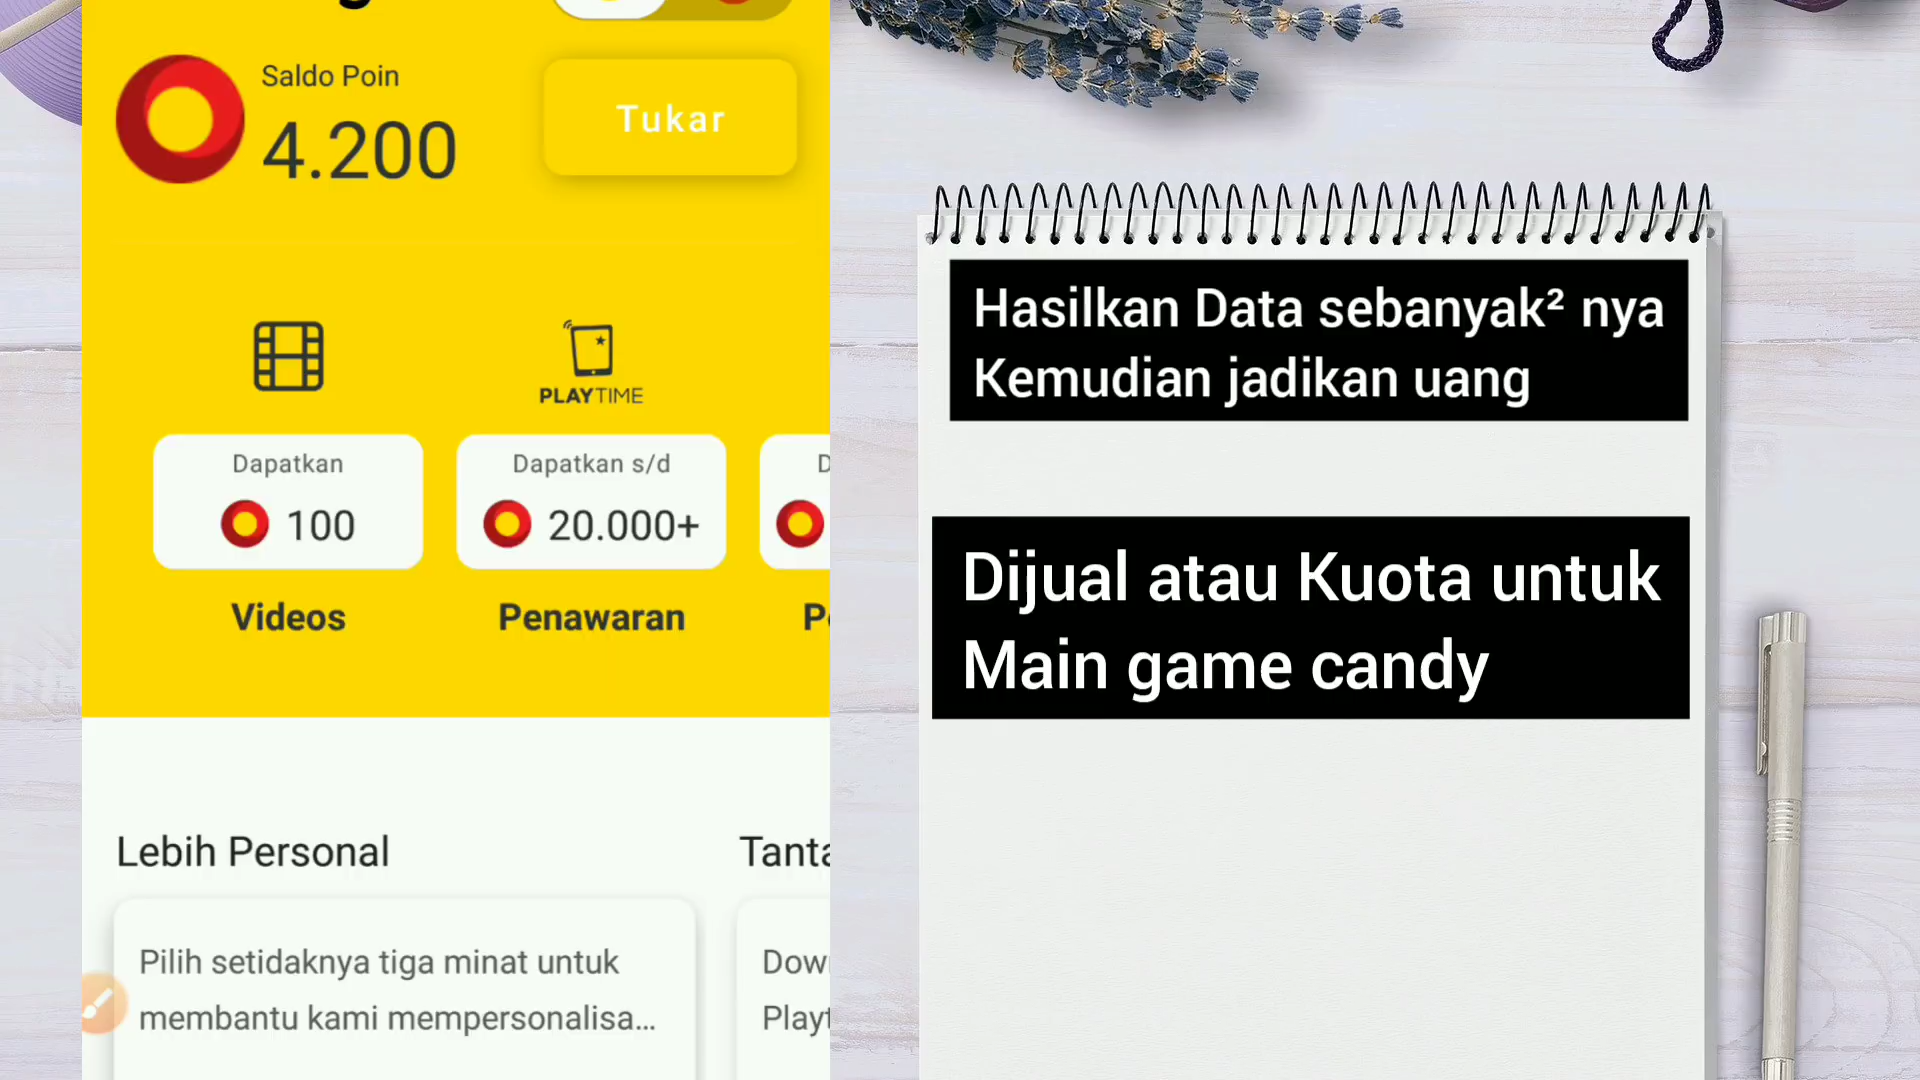 Saldo Poin
4.200
Tukar
PLAYTIME
Dapatkan
100
Videos
Dapatkan s/d
20.000+
Penawaran
Lebih Personal
Pilih setidaknya tiga minat untuk
membantu kami mempersonalisa...
Hasilkan Data sebanyak² nya
Kemudian jadikan uang
Dijual atau Kuota untuk
Main game candy